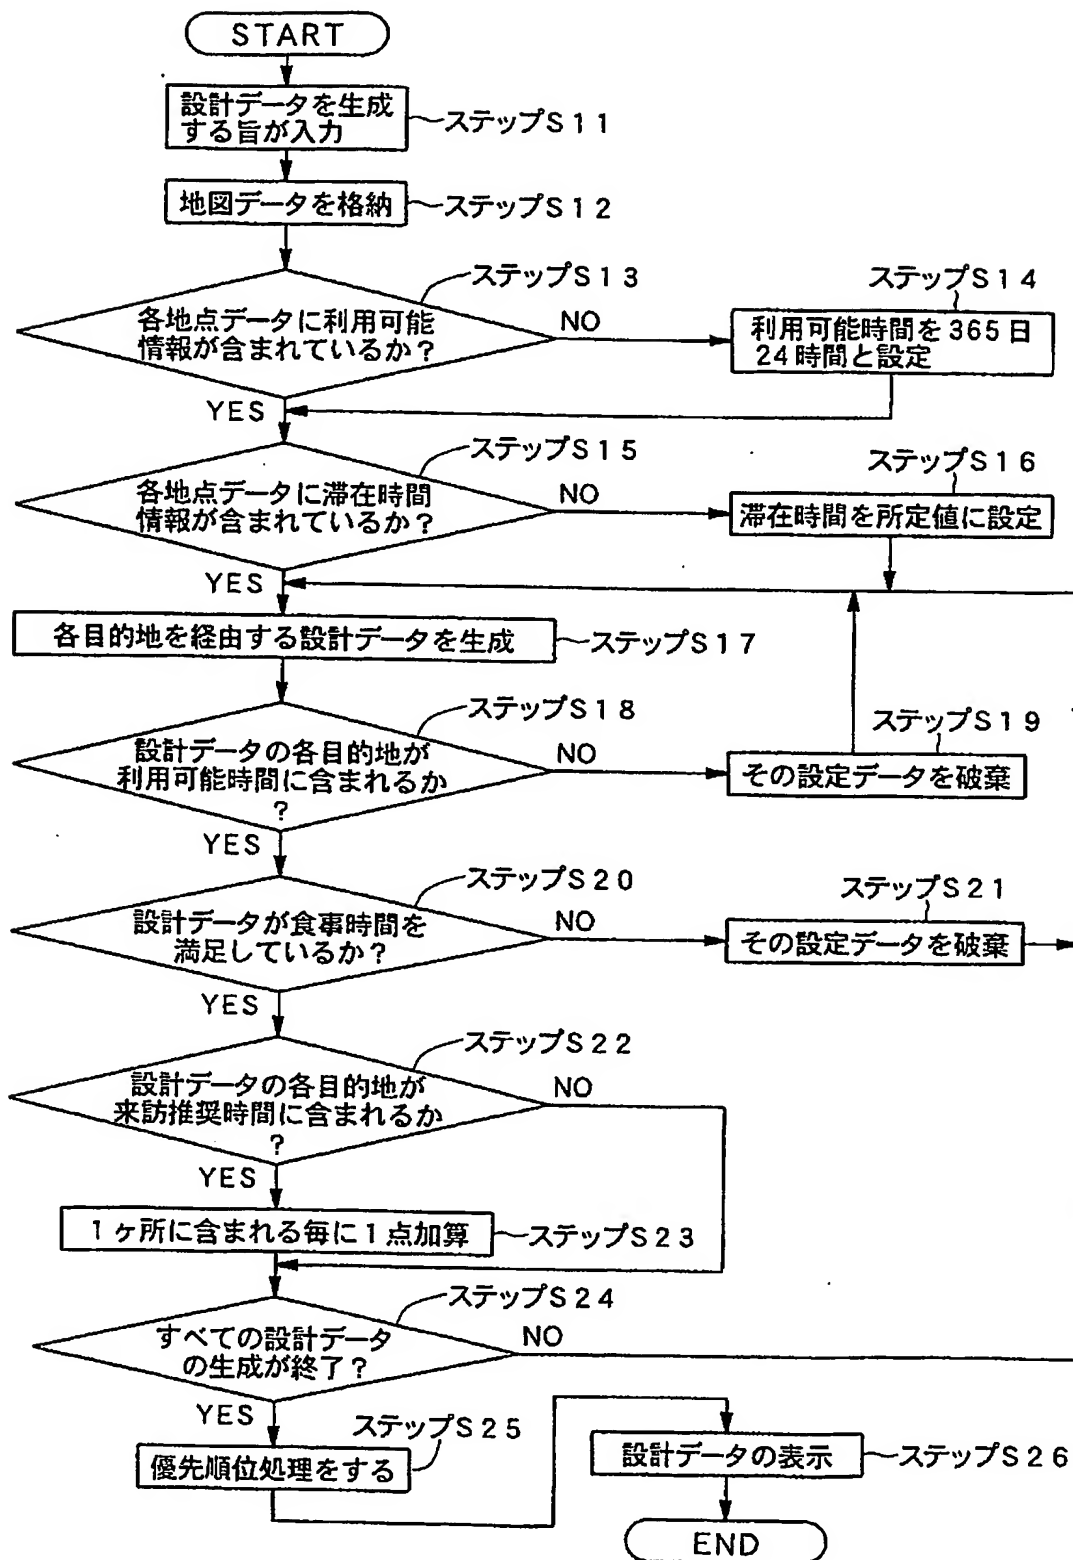 START
設計データを生成
する旨が入力
ステップS11
地図データを格納
ステップS12
ステップS13
各地点データに利用可能
情報が含まれているか？
NO
YES
ステップS14
利用可能時間を365日
24時間と設定
ステップS15
各地点データに滞在時間
情報が含まれているか？
NO
YES
ステップS16
滞在時間を所定値に設定
各目的地を経由する設計データを生成
ステップS17
ステップS18
設計データの各目的地が
利用可能時間に含まれるか
？
NO
YES
ステップS19
その設定データを破棄
ステップS20
設計データが食事時間を
満足しているか？
NO
YES
ステップS21
その設定データを破棄
ステップS22
設計データの各目的地が
来訪推奨時間に含まれるか
？
NO
YES
1ヶ所に含まれる毎に1点加算
ステップS23
ステップS24
すべての設計データ
の生成が終了？
NO
YES
ステップS25
優先順位処理をする
設計データの表示
ステップS26
END